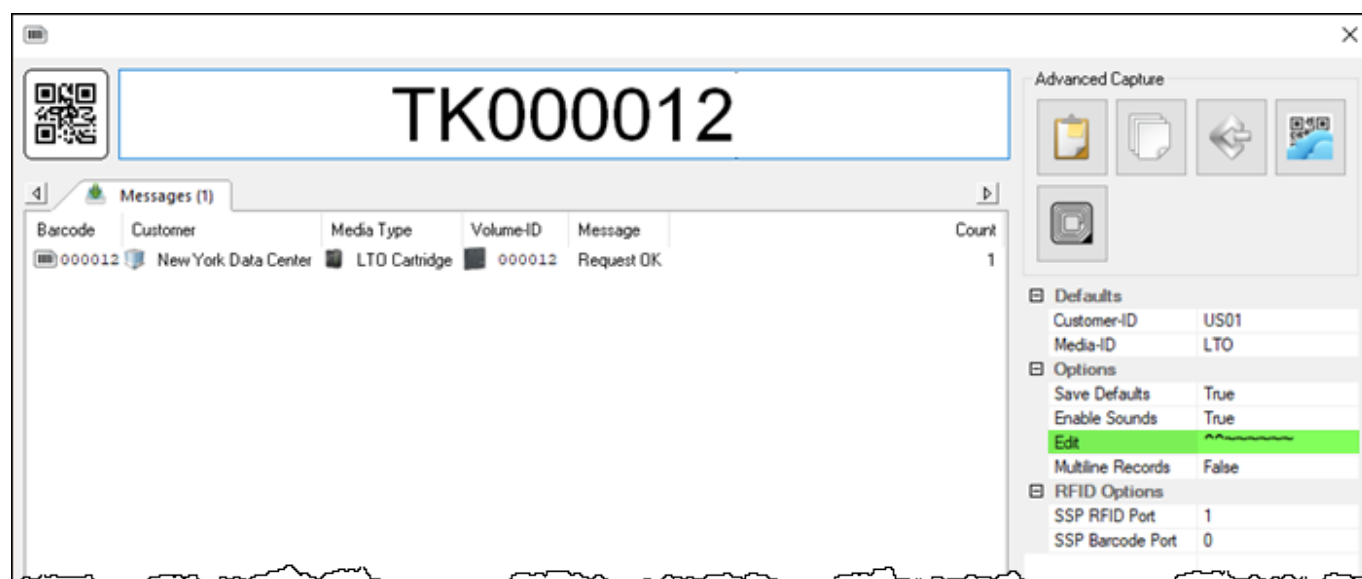 TK000012
Advanced Capture
Messages (1)
Barcode Customer Media Type Volume-ID Message Count
000012 New York Data Center LTO Cartridge 000012 Request OK 1
Defaults
Customer-ID US01
Media-ID LTO
Options
Save Defaults True
Enable Sounds True
Edit ^^~~~~~~
Multiline Records False
RFID Options
SSP RFID Port 1
SSP Barcode Port 0